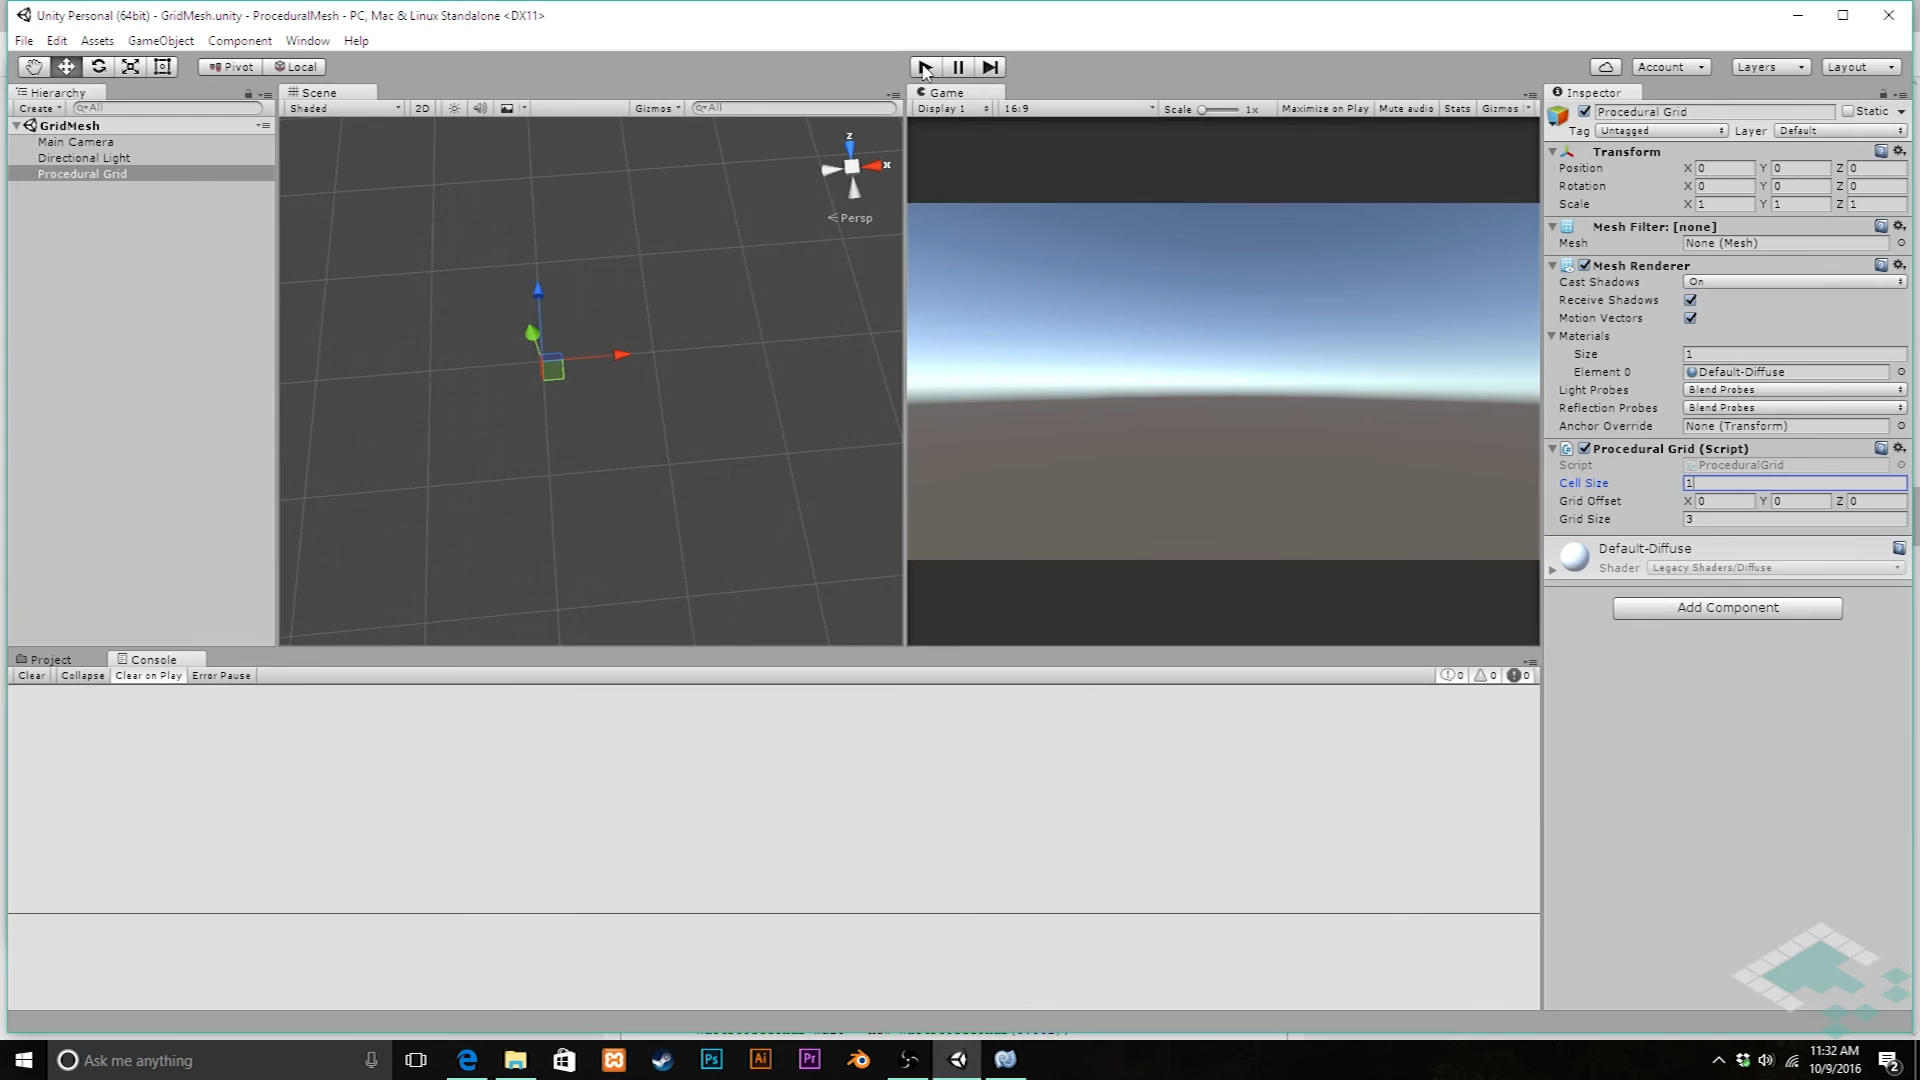 Unity Personal (64bit) - GridMesh.unity - ProceduralMesh - PC, Mac & Linux Standalone <DX11>
File Edit Assets GameObject Component Window Help
Pivot Local
Account Layers Layout
Hierarchy
Create All
GridMesh
Main Camera
Directional Light
Procedural Grid
Scene
Shaded 2D Gizmos All
z
x
Persp
Game
Display 1 16:9 Scale 1x Maximize on Play Mute audio Stats Gizmos
Inspector
Procedural Grid Static
Tag Untagged Layer Default
Transform
Position X 0 Y 0 Z 0
Rotation X 0 Y 0 Z 0
Scale X 1 Y 1 Z 1
Mesh Filter: [none]
Mesh None (Mesh)
Mesh Renderer
Cast Shadows On
Receive Shadows
Motion Vectors
Materials
Size 1
Element 0 Default-Diffuse
Light Probes Blend Probes
Reflection Probes Blend Probes
Anchor Override None (Transform)
Procedural Grid (Script)
Script ProceduralGrid
Cell Size 1
Grid Offset X 0 Y 0 Z 0
Grid Size 3
Default-Diffuse
Shader Legacy Shaders/Diffuse
Add Component
Project Console
Clear Collapse Clear on Play Error Pause 0 0 0
Ask me anything
Ps Ai Pr
11:32 AM
10/9/2016
2